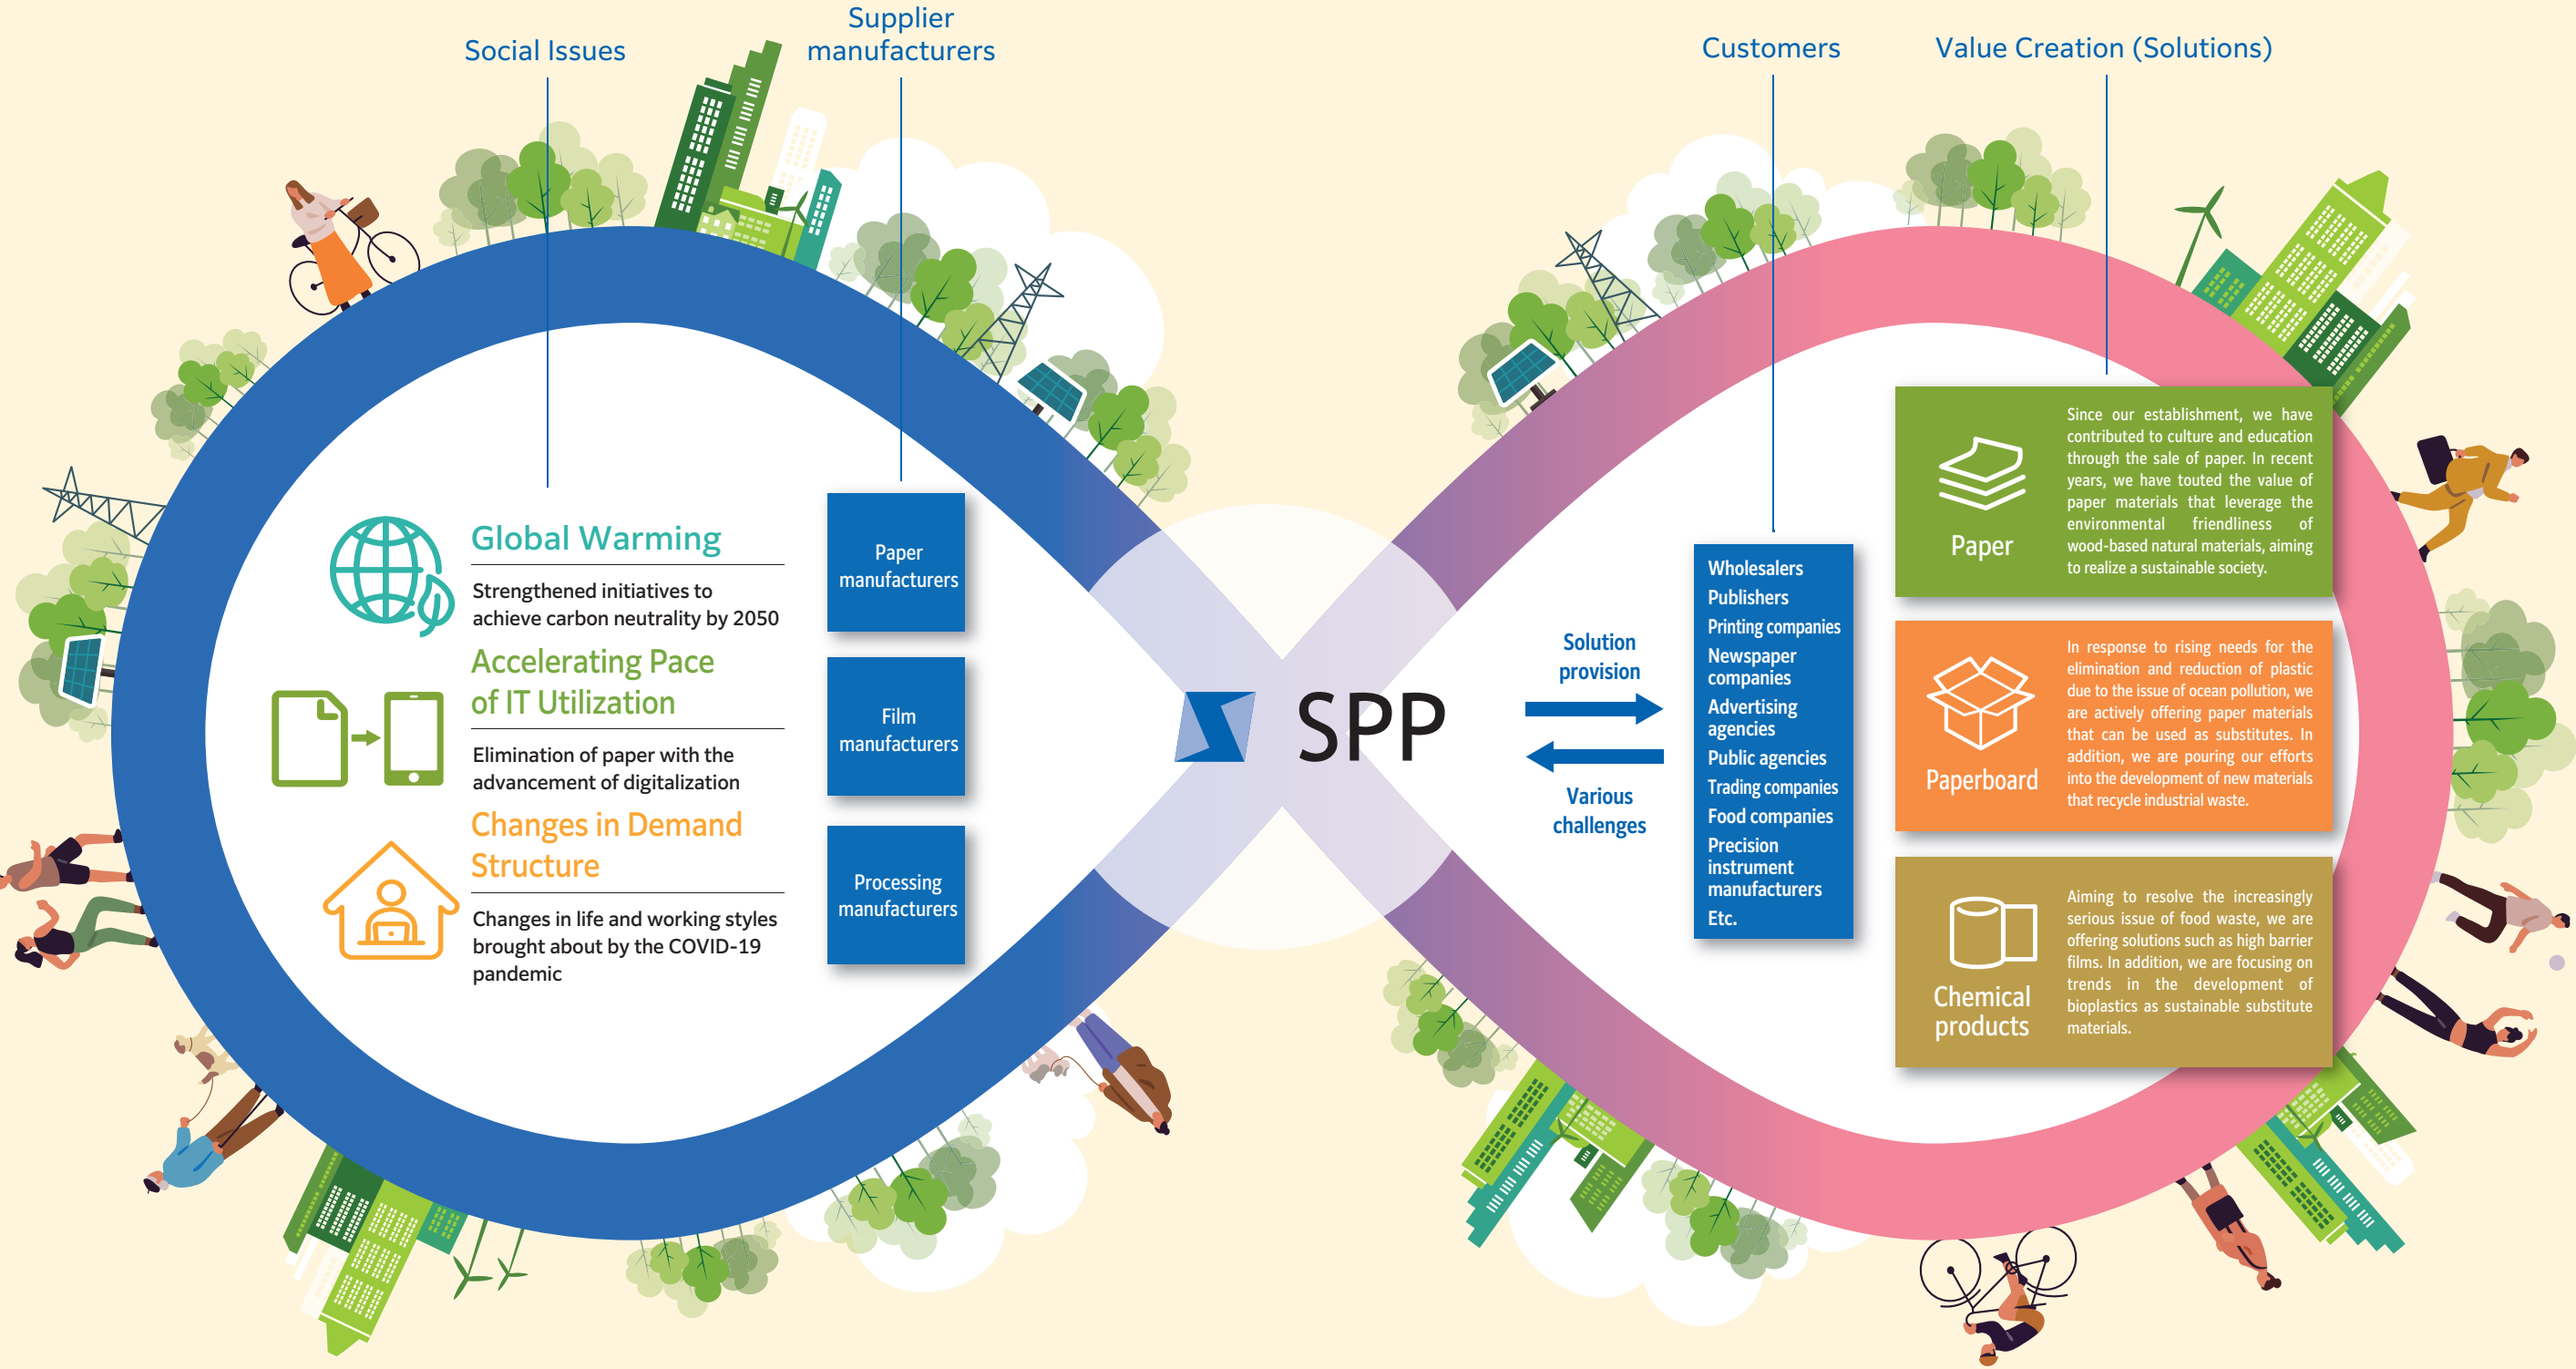 Social Issues
Supplier
manufacturers
Customers
Value Creation (Solutions)
Global Warming
Strengthened initiatives to
achieve carbon neutrality by 2050
Accelerating Pace
of IT Utilization
Elimination of paper with the
advancement of digitalization
Changes in Demand
Structure
Changes in life and working styles
brought about by the COVID-19
pandemic
Paper
manufacturers
Film
manufacturers
Processing
manufacturers
SPP
Solution
provision
Various
challenges
Wholesalers
Publishers
Printing companies
Newspaper
companies
Advertising
agencies
Public agencies
Trading companies
Food companies
Precision
instrument
manufacturers
Etc.
Paper
Since our establishment, we have
contributed to culture and education
through the sale of paper. In recent
years, we have touted the value of
paper materials that leverage the
environmental friendliness of
wood-based natural materials, aiming
to realize a sustainable society.
Paperboard
In response to rising needs for the
elimination and reduction of plastic
due to the issue of ocean pollution, we
are actively offering paper materials
that can be used as substitutes. In
addition, we are pouring our efforts
into the development of new materials
that recycle industrial waste.
Chemical
products
Aiming to resolve the increasingly
serious issue of food waste, we are
offering solutions such as high barrier
films. In addition, we are focusing on
trends in the development of
bioplastics as sustainable substitute
materials.